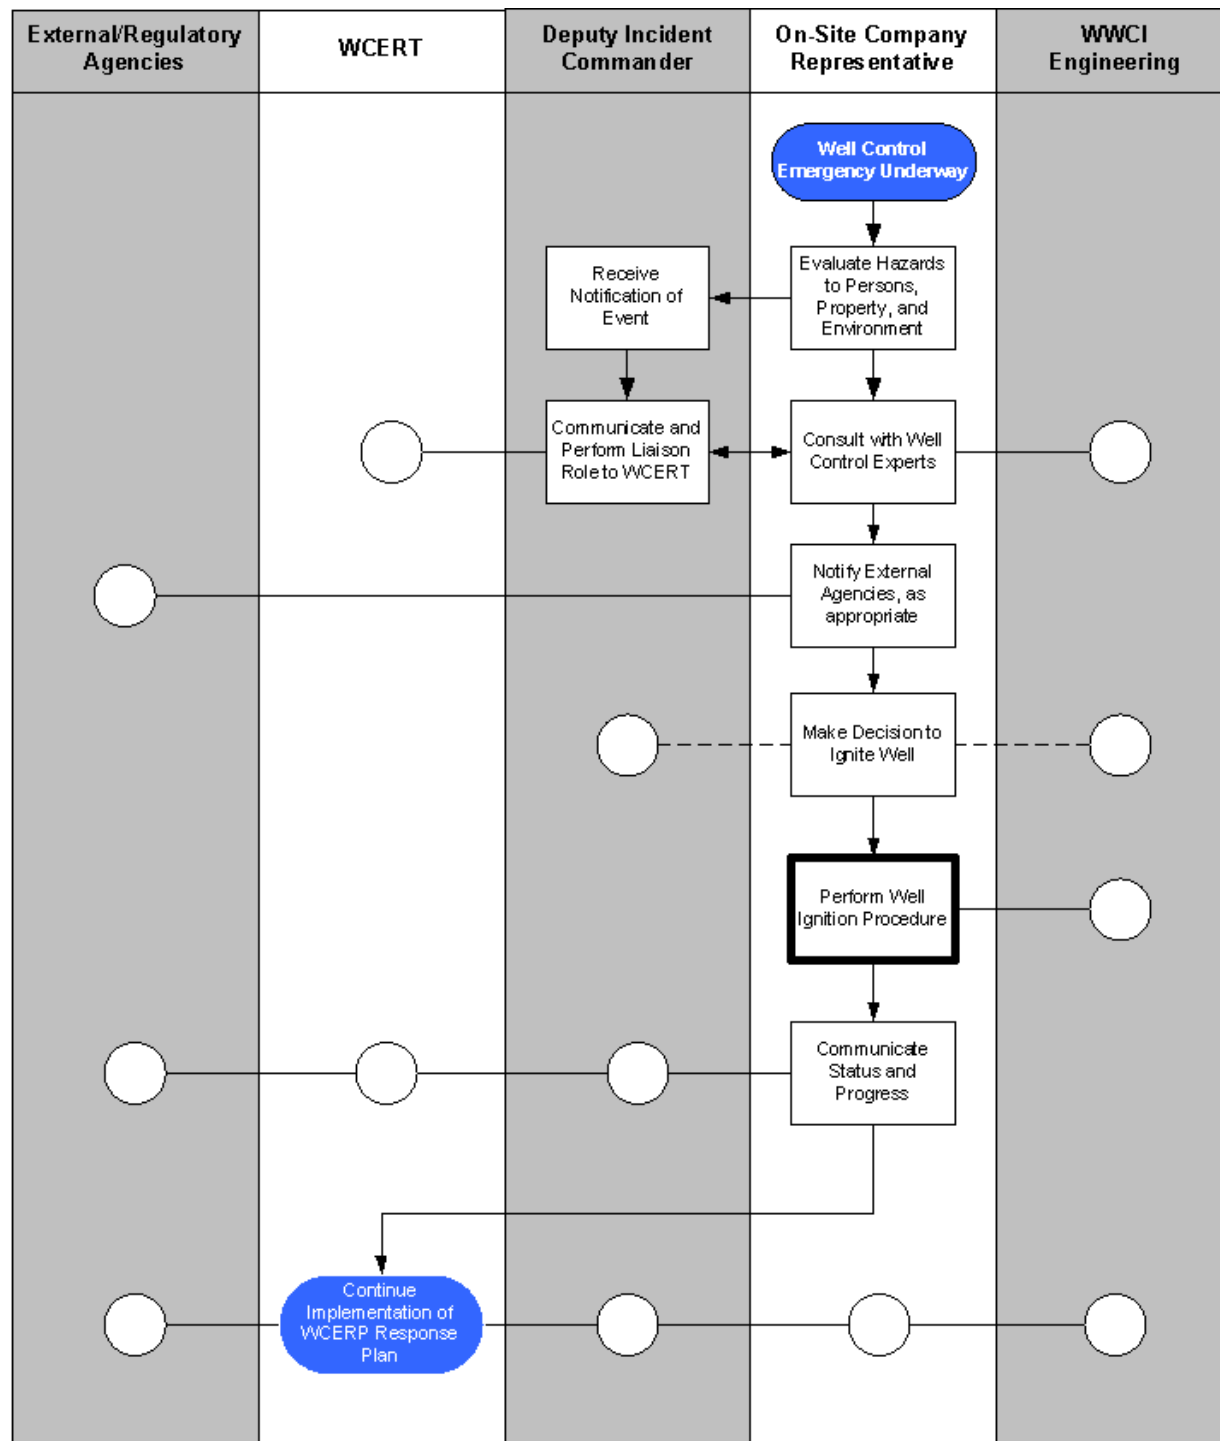 External/Regulatory
Agencies
WCERT
Deputy Incident
Commander
On-Site Company
Representative
WWCI
Engineering
Well Control
Emergency Underway
Receive
Notification of
Event
Evaluate Hazards
to Persons,
Property, and
Environment
Communicate and
Perform Liaison
Role to WCERT
Consult with Well
Control Experts
Notify External
Agencies, as
appropriate
Make Decision to
Ignite Well
Perform Well
Ignition Procedure
Communicate
Status and
Progress
Continue
Implementation of
WCERP Response
Plan